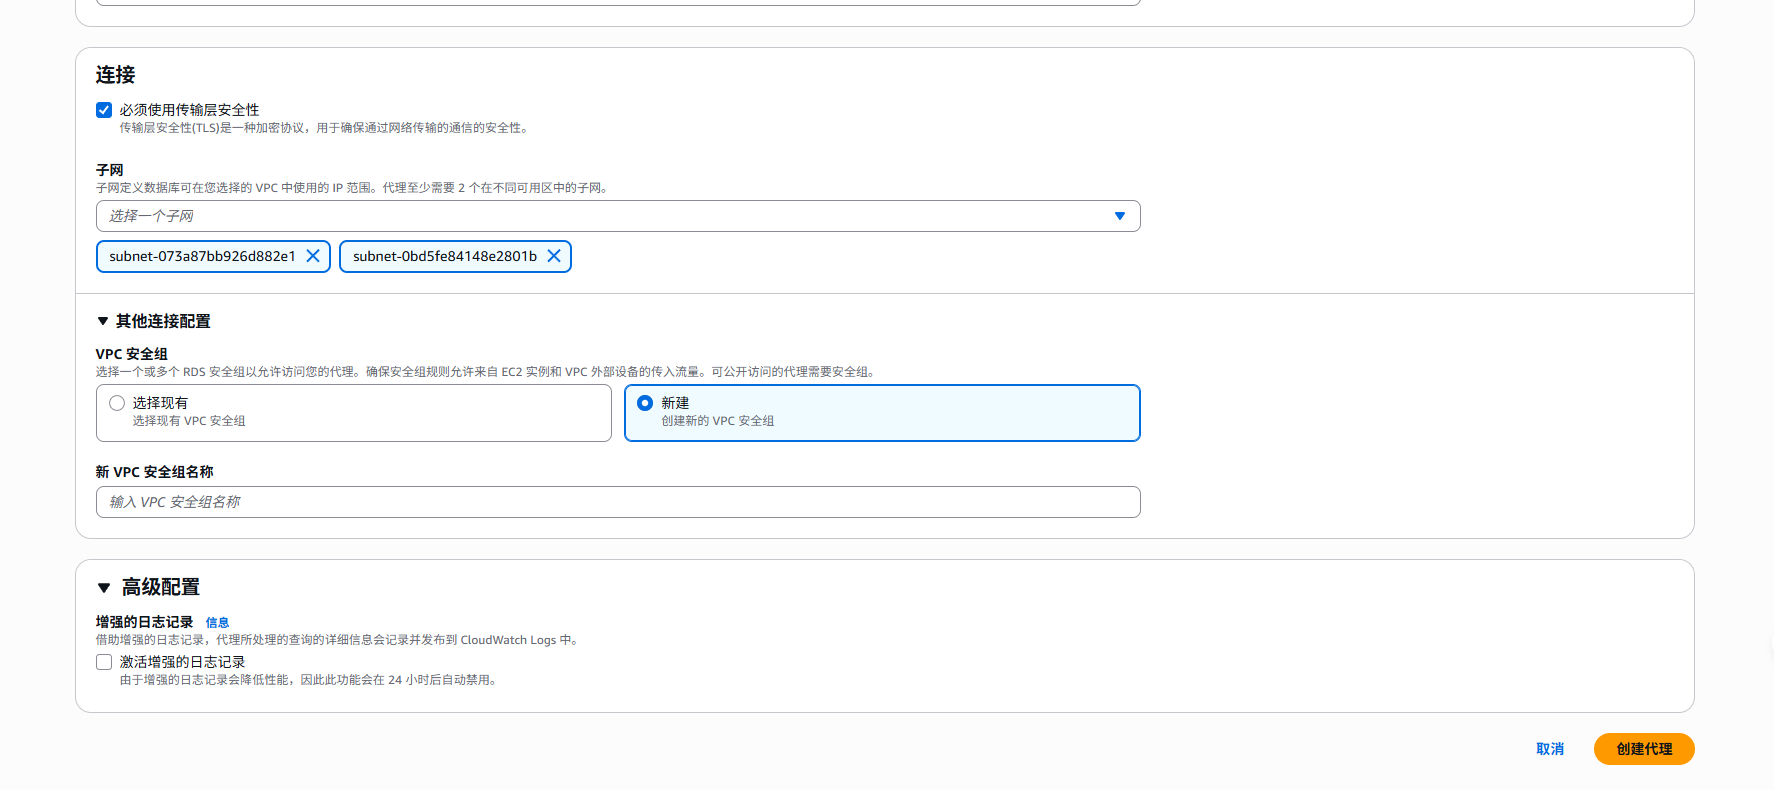 连接
必须使用传输层安全性
传输层安全性(TLS)是一种加密协议，用于确保通过网络传输的通信的安全性。
子网
子网定义数据库可在您选择的 VPC 中使用的 IP 范围。代理至少需要 2 个在不同可用区中的子网。
选择一个子网
subnet-073a87bb926d882e1 subnet-0bd5fe84148e2801b
其他连接配置
VPC 安全组
选择一个或多个 RDS 安全组以允许访问您的代理。确保安全组规则允许来自 EC2 实例和 VPC 外部设备的传入流量。可公开访问的代理需要安全组。
选择现有
选择现有 VPC 安全组
新建
创建新的 VPC 安全组
新 VPC 安全组名称
输入 VPC 安全组名称
高级配置
增强的日志记录 信息
借助增强的日志记录，代理所处理的查询的详细信息会记录并发布到 CloudWatch Logs 中。
激活增强的日志记录
由于增强的日志记录会降低性能，因此此功能会在 24 小时后自动禁用。
取消 创建代理